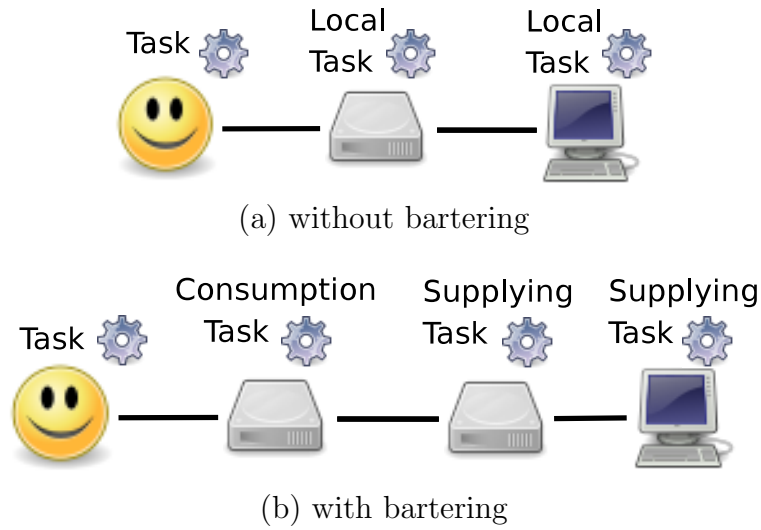 Task
Local
Task
Local
Task
(a) without bartering
Task
Consumption
Task
Supplying
Task
Supplying
Task
(b) with bartering